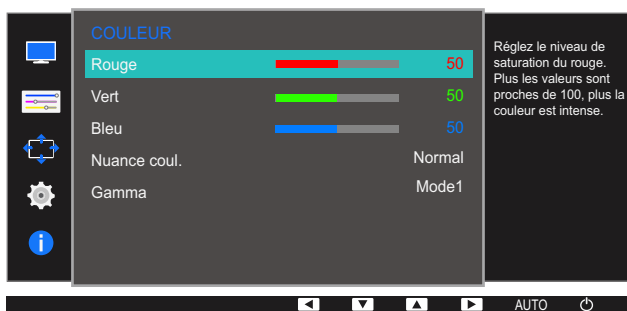 COULEUR
Rouge 50
Vert 50
Bleu 50
Nuance coul. Normal
Gamma Mode1
Réglez le niveau de
saturation du rouge.
Plus les valeurs sont
proches de 100, plus la
couleur est intense.
AUTO